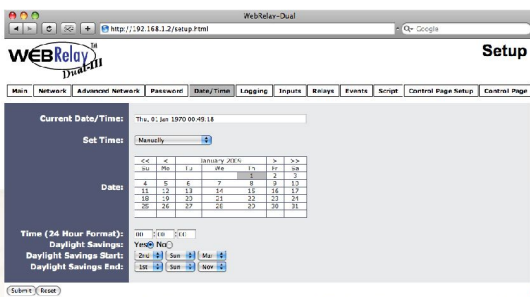 WebRelay-Dual
http://192.168.1.2/setup.html
Google
WEBRelay TM
Dual-III
Setup
Main Network Advanced Network Password Date/Time Logging Inputs Relays Events Script Control Page Setup Control Page
Current Date/Time: Thu, 01 Jan 1970 00:49:18
Set Time: Manually
<< < January 2009 > >>
Su Mo Tu We Th Fr Sa
1 2 3
Date: 4 5 6 7 8 9 10
11 12 13 14 15 16 17
18 19 20 21 22 23 24
25 26 27 28 29 30 31
Time (24 Hour Format): 00 :00 :00
Daylight Savings: Yes No
Daylight Savings Start: 2nd Sun Mar
Daylight Savings End: 1st Sun Nov
Submit Reset